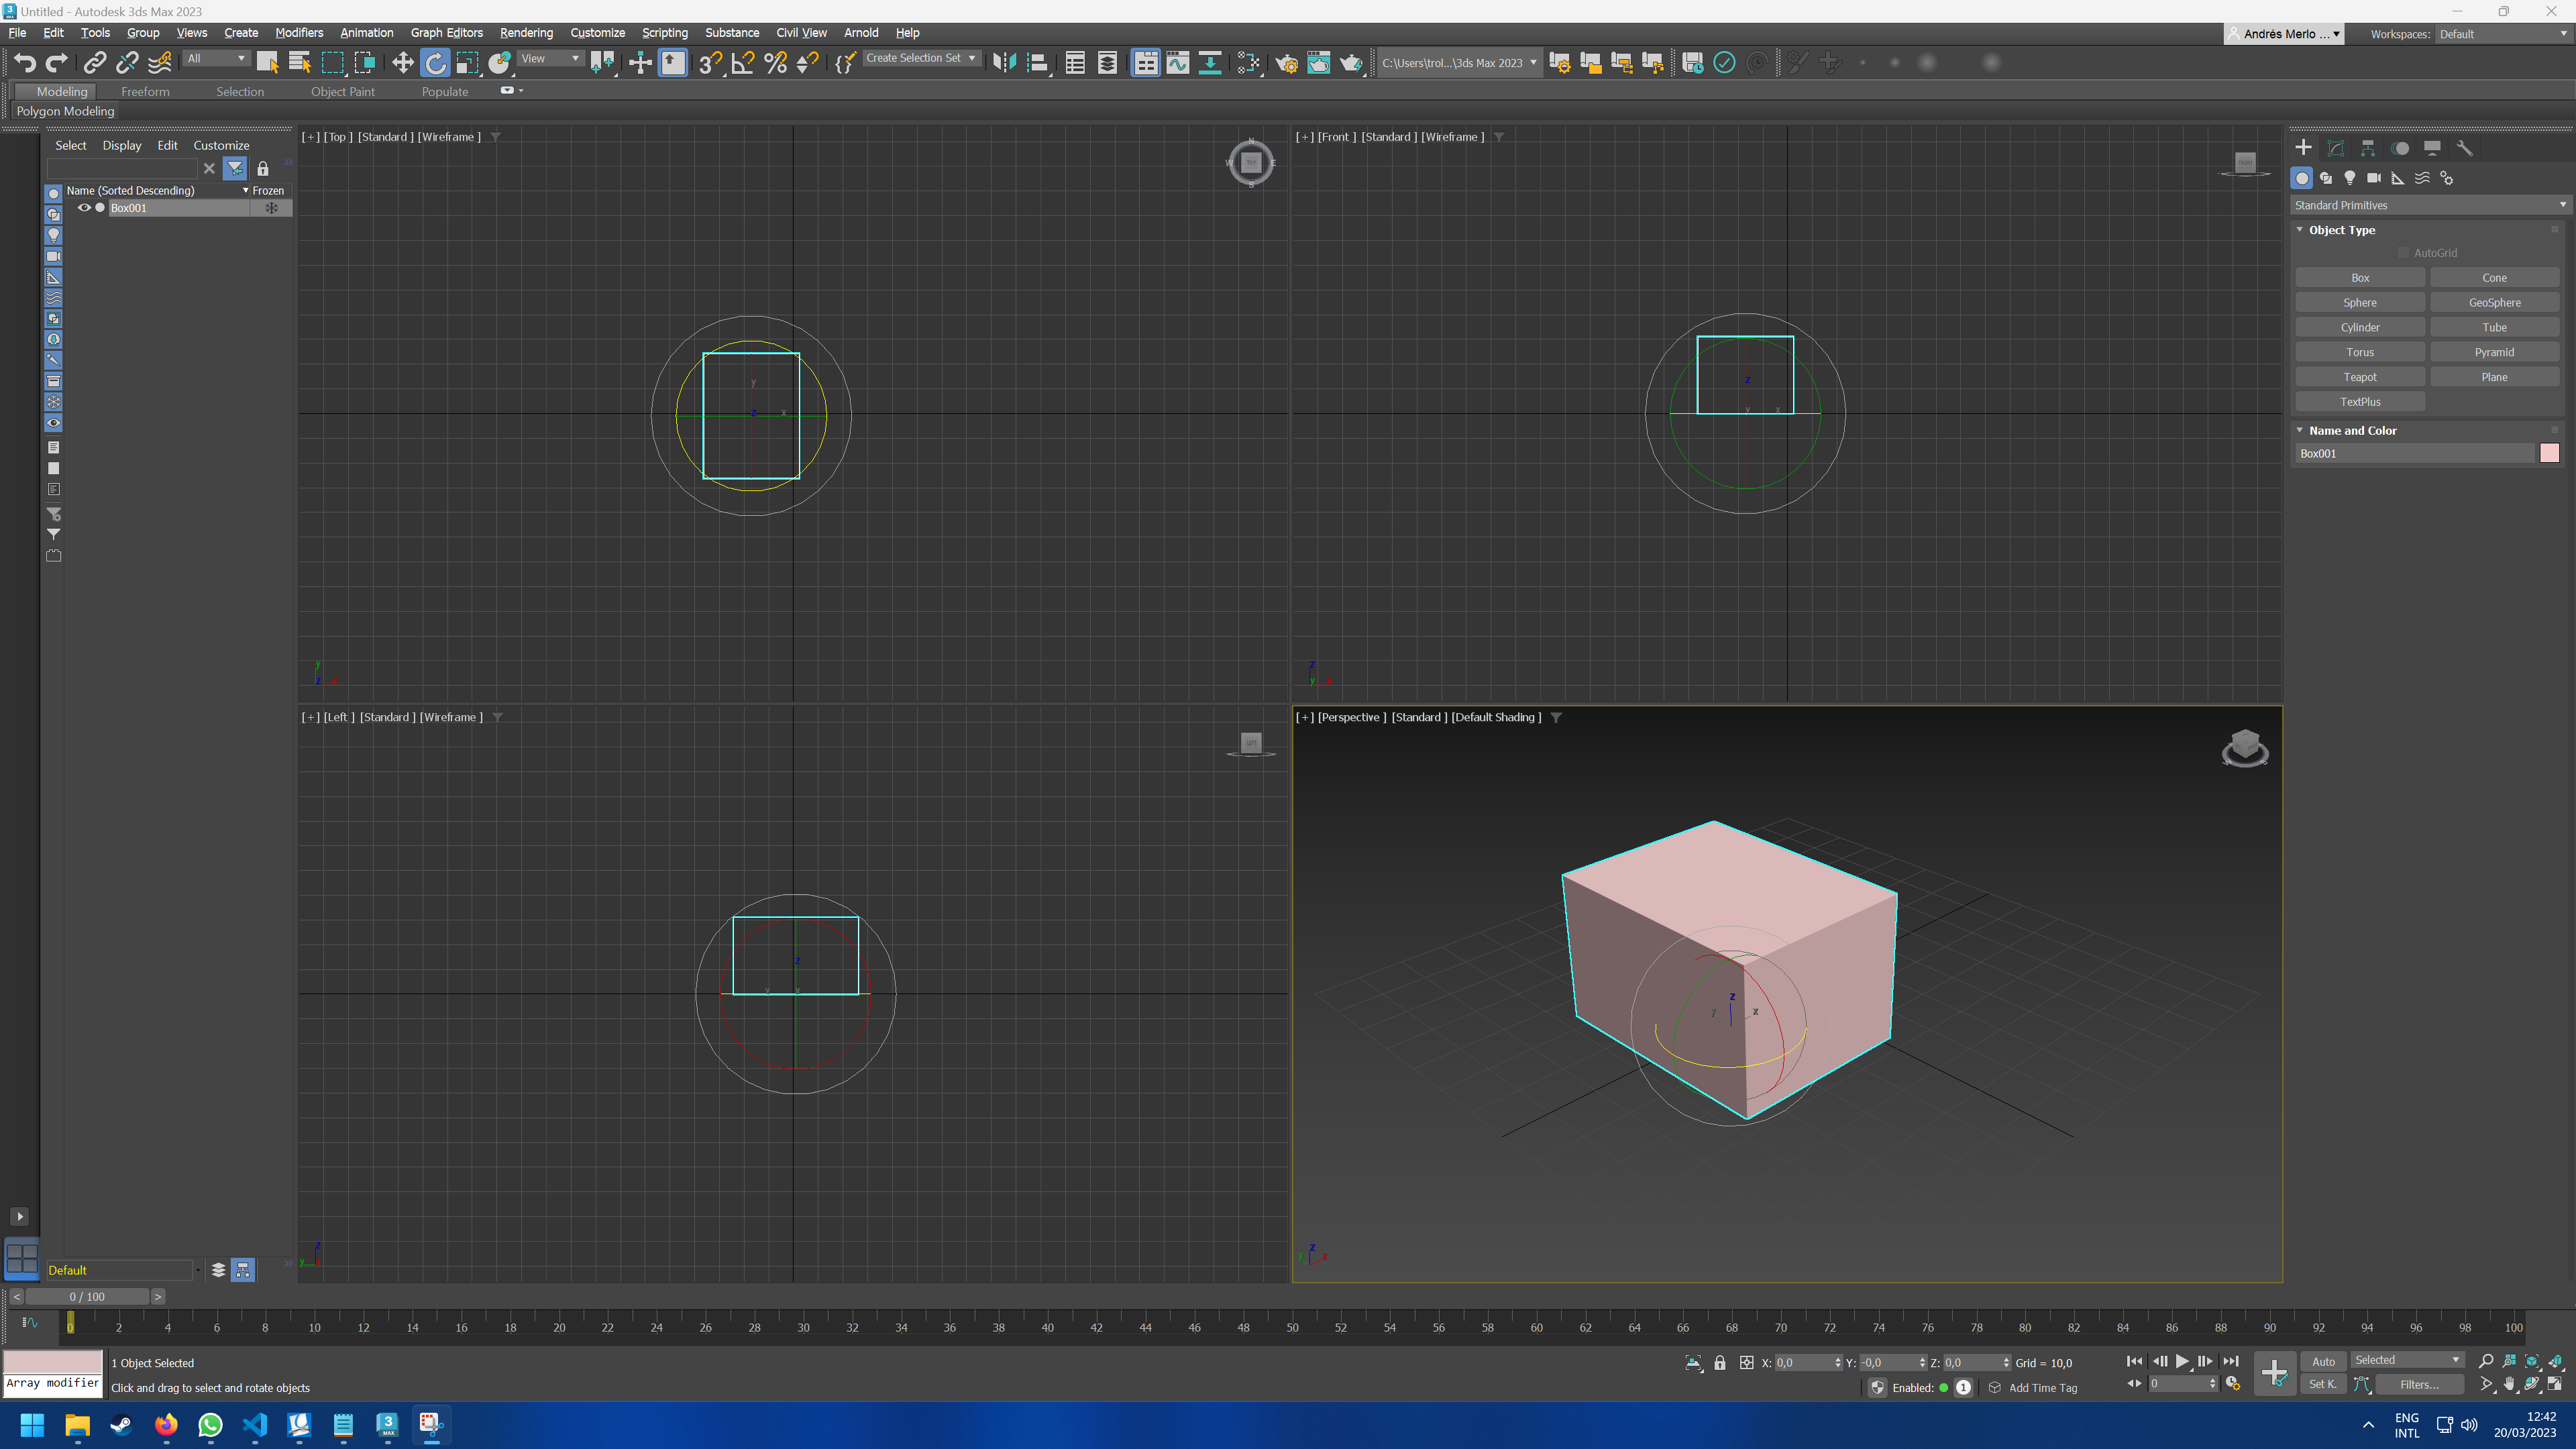 Untitled - Autodesk 3ds Max 2023
File Edit Tools Group Views Create Modifiers Animation Graph Editors Rendering Customize Scripting Substance Civil View Arnold Help
Andrés Merlo ... Workspaces: Default
All View Create Selection Set C:\Users\trol...\3ds Max 2023
Modeling Freeform Selection Object Paint Populate
Polygon Modeling
Select Display Edit Customize
Name (Sorted Descending) Frozen
Box001
[+] [Top ] [Standard ] [Wireframe ]
N
W TOP E
S
y
z x
y
z x
[+] [Front ] [Standard ] [Wireframe ]
FRONT
z
y x
z
y x
[+] [Left ] [Standard ] [Wireframe ]
LEFT
z
y x
z
y x
[+] [Perspective ] [Standard ] [Default Shading ]
z
y x
z
y x
Standard Primitives
Object Type
AutoGrid
Box Cone
Sphere GeoSphere
Cylinder Tube
Torus Pyramid
Teapot Plane
TextPlus
Name and Color
Box001
Default
< 0 / 100 >
0 2 4 6 8 10 12 14 16 18 20 22 24 26 28 30 32 34 36 38 40 42 44 46 48 50 52 54 56 58 60 62 64 66 68 70 72 74 76 78 80 82 84 86 88 90 92 94 96 98 100
1 Object Selected
Array modifier
Click and drag to select and rotate objects
X: 0,0 Y: -0,0 Z: 0,0 Grid = 10,0
Enabled: 1 Add Time Tag
0
Auto Selected
Set K. Filters...
3
MAX
ENG
INTL
12:42
20/03/2023